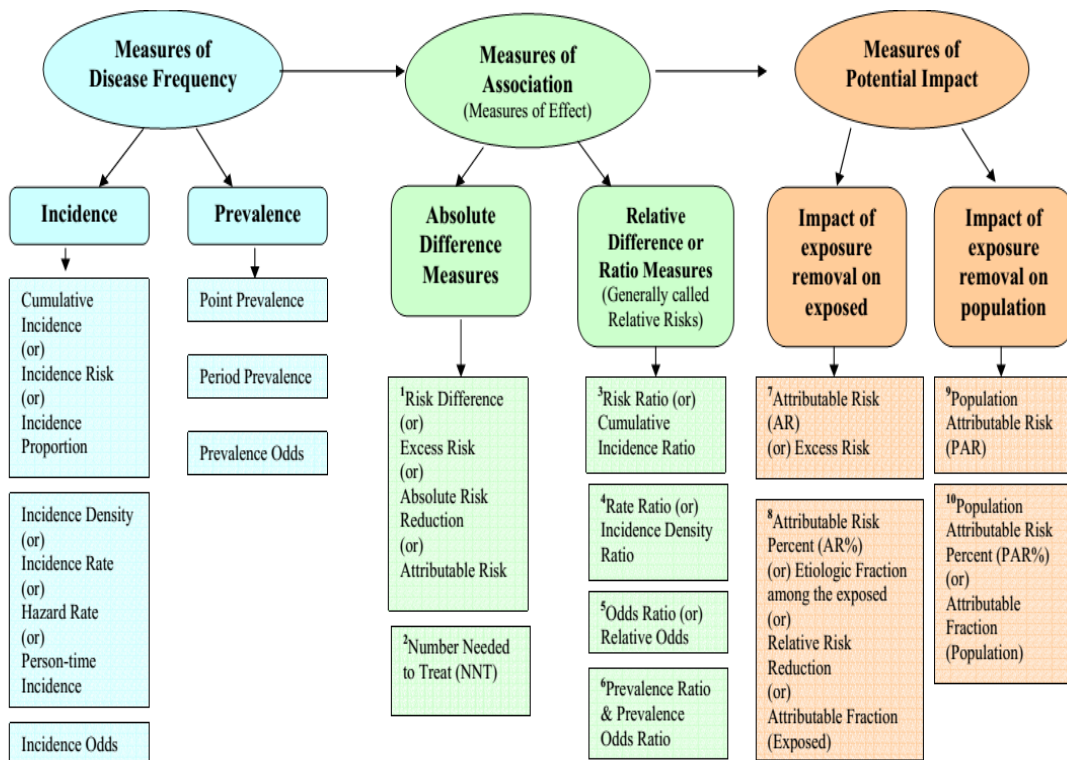 Measures of
Disease Frequency
Measures of
Association
(Measures of Effect)
Measures of
Potential Impact
Incidence
Prevalence
Absolute
Difference
Measures
Relative
Difference or
Ratio Measures
(Generally called
Relative Risks)
Impact of
exposure
removal on
exposed
Impact of
exposure
removal on
population
Cumulative
Incidence
(or)
Incidence Risk
(or)
Incidence
Proportion
Incidence Density
(or)
Incidence Rate
(or)
Hazard Rate
(or)
Person-time
Incidence
Incidence Odds
Point Prevalence
Period Prevalence
Prevalence Odds
¹Risk Difference
(or)
Excess Risk
(or)
Absolute Risk
Reduction
(or)
Attributable Risk
²Number Needed
to Treat (NNT)
³Risk Ratio (or)
Cumulative
Incidence Ratio
⁴Rate Ratio (or)
Incidence Density
Ratio
⁵Odds Ratio (or)
Relative Odds
⁶Prevalence Ratio
& Prevalence
Odds Ratio
⁷Attributable Risk
(AR)
(or) Excess Risk
⁸Attributable Risk
Percent (AR%)
(or) Etiologic Fraction
among the exposed
(or)
Relative Risk
Reduction
(or)
Attributable Fraction
(Exposed)
⁹Population
Attributable Risk
(PAR)
¹⁰Population
Attributable Risk
Percent (PAR%)
(or)
Attributable
Fraction
(Population)